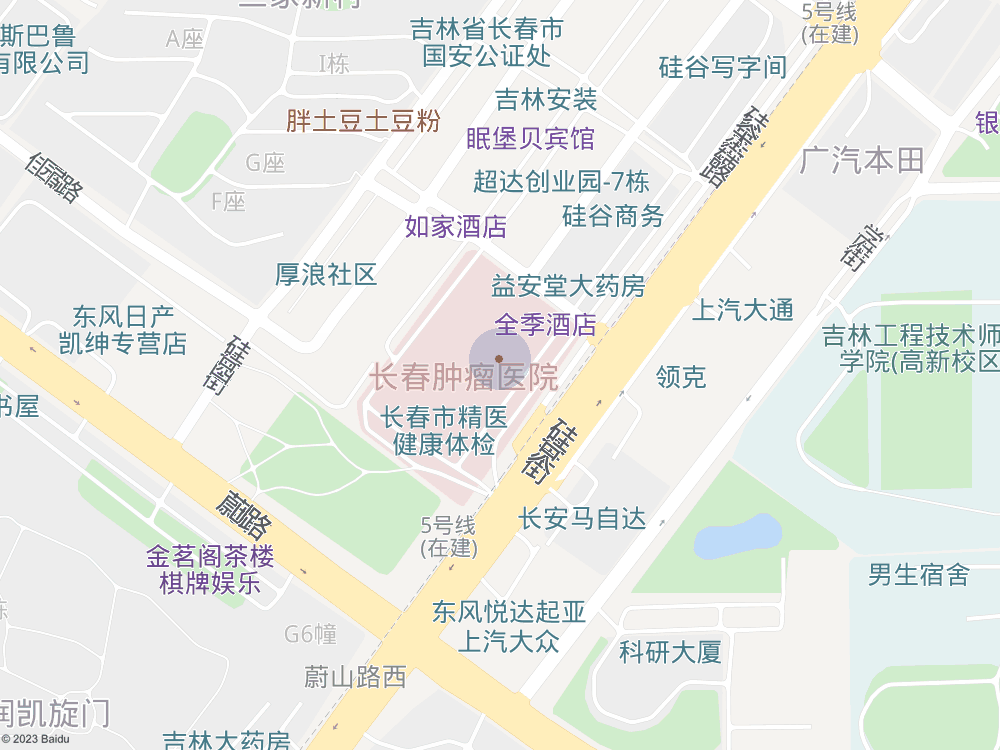 5号线
(在建)
吉林省长春市
国安公证处
斯巴鲁
有限公司
A座
I栋
硅谷写字间
吉林安装
胖土豆土豆粉
眠堡贝宾馆
银
广汽本田
G座
超达创业园-7栋
F座
硅谷商务
如家酒店
学府街
厚浪社区
益安堂大药房
东风日产
凯绅专营店
全季酒店
上汽大通
吉林工程技术师
学院(高新校区
长春肿瘤医院
领克
书屋
长春市精医
健康体检
蔚山路
5号线
(在建)
长安马自达
金茗阁茶楼
棋牌娱乐
男生宿舍
东风悦达起亚
上汽大众
栋
G6幢
科研大厦
蔚山路西
润凯旋门
吉林大药房
© 2023 Baidu